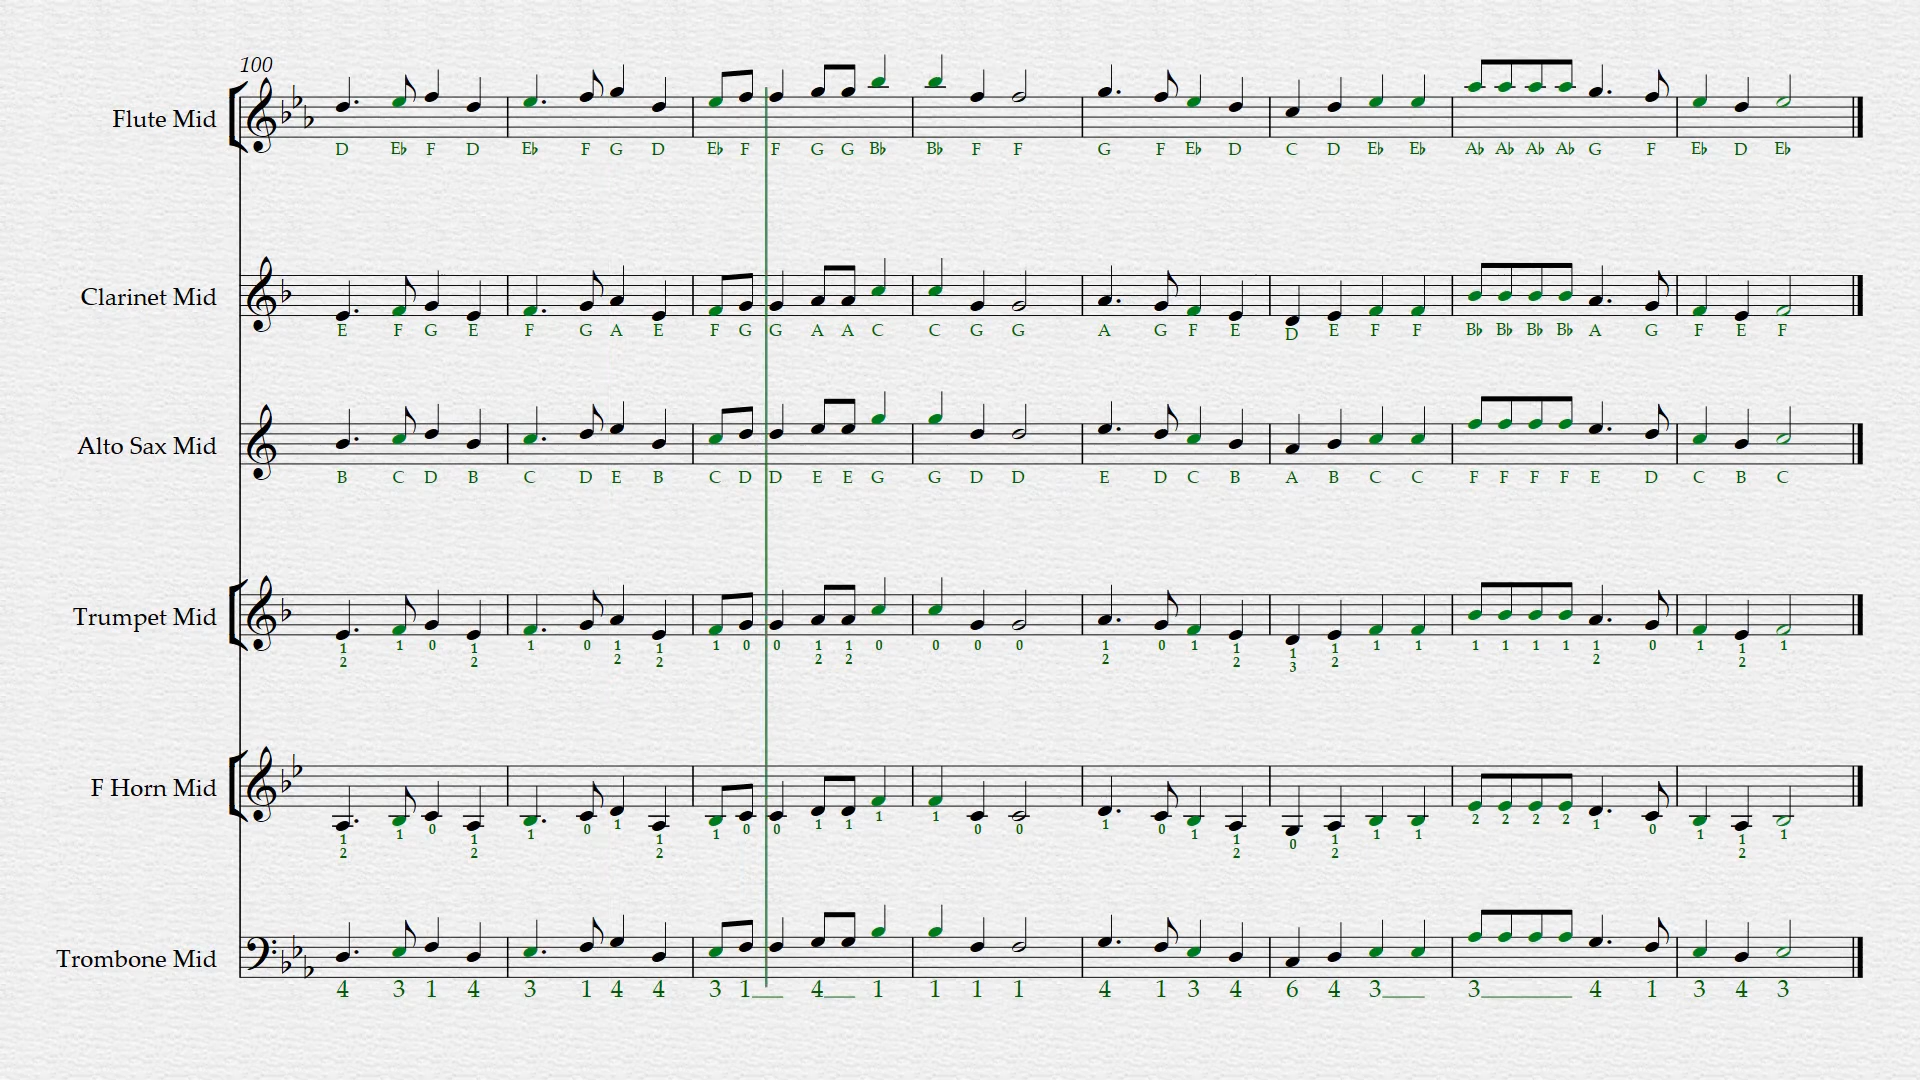 100
Flute Mid
D E♭ F D E♭ F G D E♭ F F G G B♭ B♭ F F G F E♭ D C D E♭ E♭ A♭ A♭ A♭ A♭ G F E♭ D E♭
Clarinet Mid
E F G E F G A E F G G A A C C G G A G F E D E F F B♭ B♭ B♭ B♭ A G F E F
Alto Sax Mid
B C D B C D E B C D D E E G G D D E D C B A B C C F F F F E D C B C
Trumpet Mid
1 1 0 1 1 0 1 1 1 0 0 1 1 0 0 0 0 1 0 1 1 1 1 1 1 1 1 1 1 1 0 1 1 1
2 2 2 2 2 2 2 2 3 2 2 2
F Horn Mid
1 1 0 1 1 0 1 1 1 0 0 1 1 1 1 0 0 1 0 1 1 0 1 1 1 2 2 2 2 1 0 1 1 1
2 2 2 2 2 2
Trombone Mid
4 3 1 4 3 1 4 4 3 1 4 1 1 1 1 4 1 3 4 6 4 3 3 4 1 3 4 3